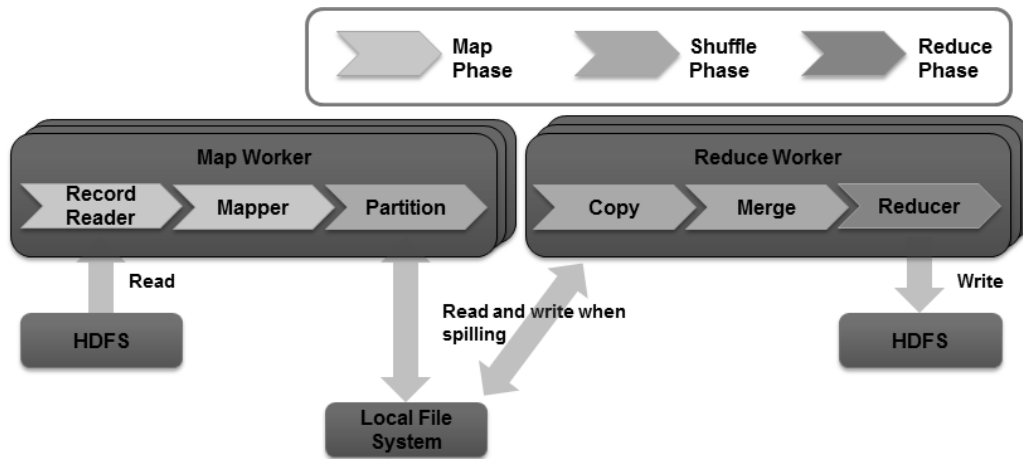 Map
Phase
Shuffle
Phase
Reduce
Phase
Map Worker
Record
Reader
Mapper
Partition
Reduce Worker
Copy
Merge
Reducer
Read
Read and write when
spilling
Write
HDFS
HDFS
Local File
System